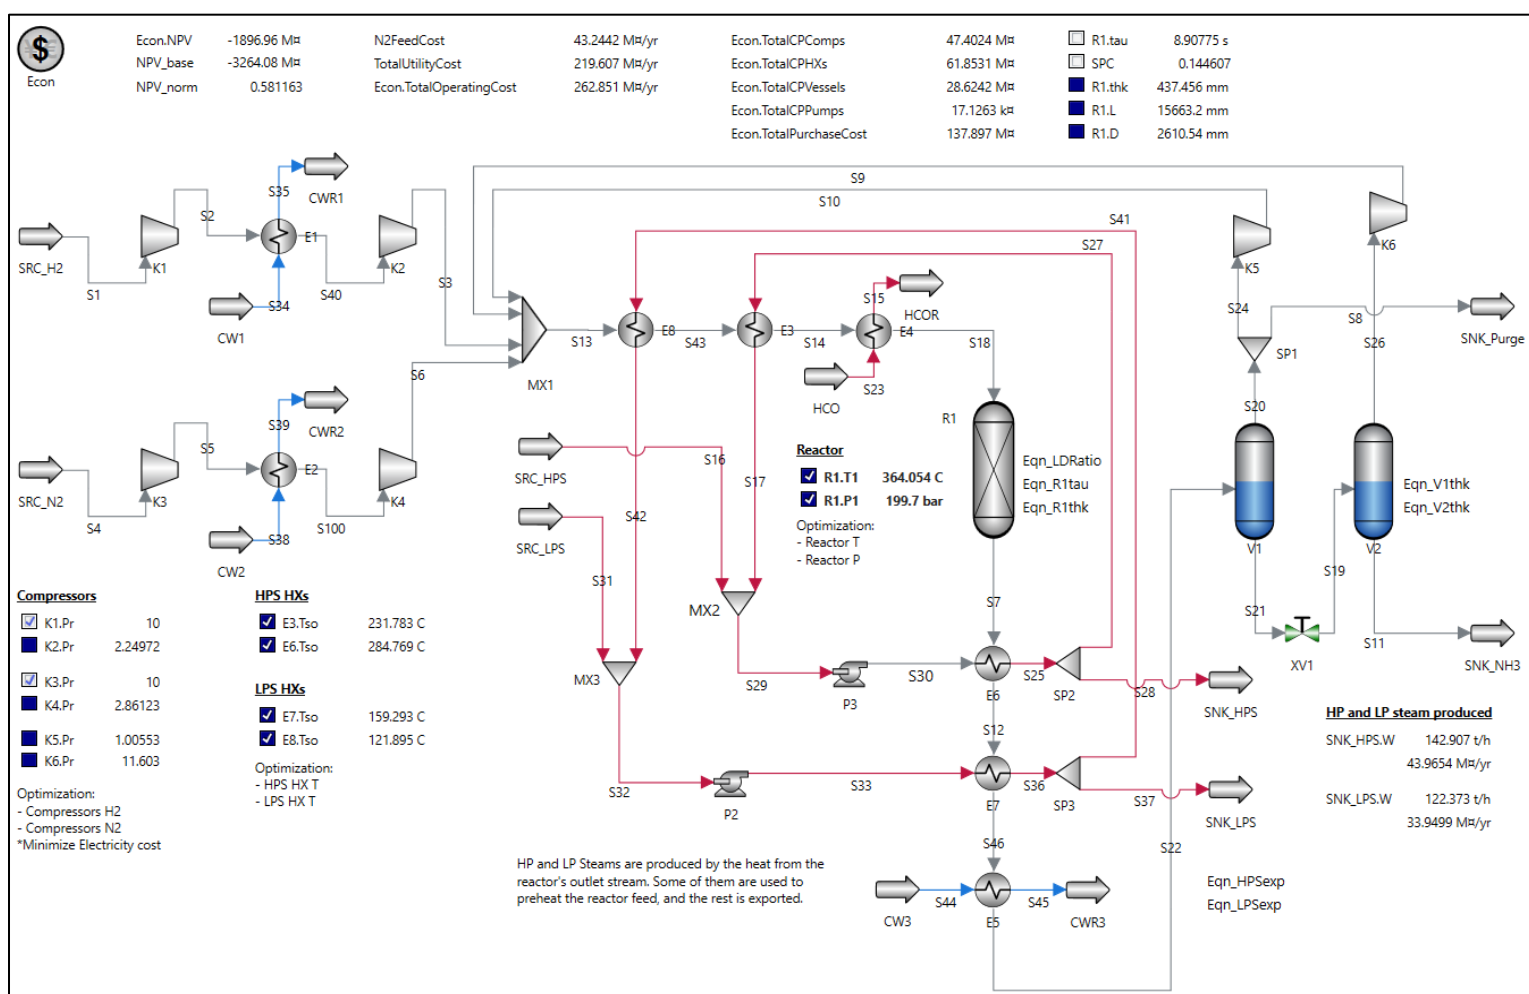 Econ
Econ.NPV -1896.96 M¤
NPV_base -3264.08 M¤
NPV_norm 0.581163
N2FeedCost 43.2442 M¤/yr
TotalUtilityCost 219.607 M¤/yr
Econ.TotalOperatingCost 262.851 M¤/yr
Econ.TotalCPComps 47.4024 M¤
Econ.TotalCPHXs 61.8531 M¤
Econ.TotalCPVessels 28.6242 M¤
Econ.TotalCPPumps 17.1263 k¤
Econ.TotalPurchaseCost 137.897 M¤
R1.tau 8.90775 s
SPC 0.144607
R1.thk 437.456 mm
R1.L 15663.2 mm
R1.D 2610.54 mm
S9
S10
S35
CWR1
S2
E1
SRC_H2
K1
S1
S34
CW1
S40
K2
S3
S41
S27
K5
K6
S24
S8
S26
SNK_Purge
SP1
S20
S15
HCOR
S13
E8
S43
E3
S14
E4
S18
MX1
S6
HCO
S23
S39
CWR2
S5
E2
SRC_N2
K3
S4
S38
CW2
S100
K4
SRC_HPS
S16
S17
S42
SRC_LPS
S31
R1
Reactor
R1.T1 364.054 C
R1.P1 199.7 bar
Optimization:
- Reactor T
- Reactor P
Eqn_LDRatio
Eqn_R1tau
Eqn_R1thk
V1
V2
Eqn_V1thk
Eqn_V2thk
S19
S21
XV1
S11
SNK_NH3
S7
MX2
MX3
S29
P3
S30
E6
S25
SP2
S28
SNK_HPS
S12
S32
P2
S33
E7
S36
SP3
S37
SNK_LPS
S46
S22
CW3
S44
E5
S45
CWR3
Compressors
K1.Pr 10
K2.Pr 2.24972
K3.Pr 10
K4.Pr 2.86123
K5.Pr 1.00553
K6.Pr 11.603
Optimization:
- Compressors H2
- Compressors N2
*Minimize Electricity cost
HPS HXs
E3.Tso 231.783 C
E6.Tso 284.769 C
LPS HXs
E7.Tso 159.293 C
E8.Tso 121.895 C
Optimization:
- HPS HX T
- LPS HX T
HP and LP Steams are produced by the heat from the
reactor's outlet stream. Some of them are used to
preheat the reactor feed, and the rest is exported.
HP and LP steam produced
SNK_HPS.W 142.907 t/h
43.9654 M¤/yr
SNK_LPS.W 122.373 t/h
33.9499 M¤/yr
Eqn_HPSexp
Eqn_LPSexp